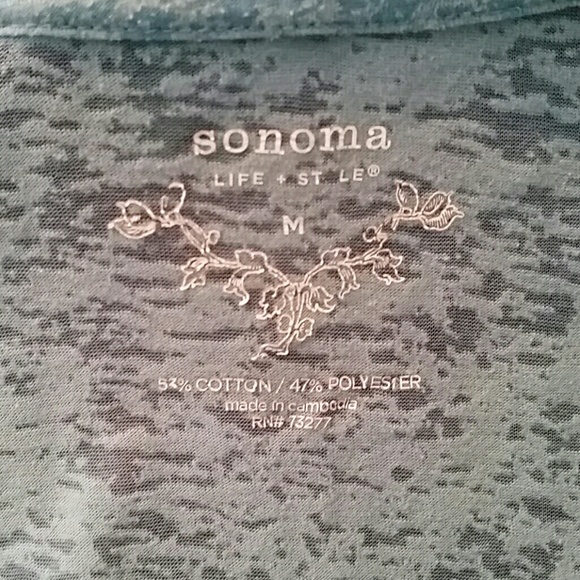 sonoma
LIFE + ST LE®
M
53% COTTON / 47% POLYESTER
made in cambodia
RN# 73277